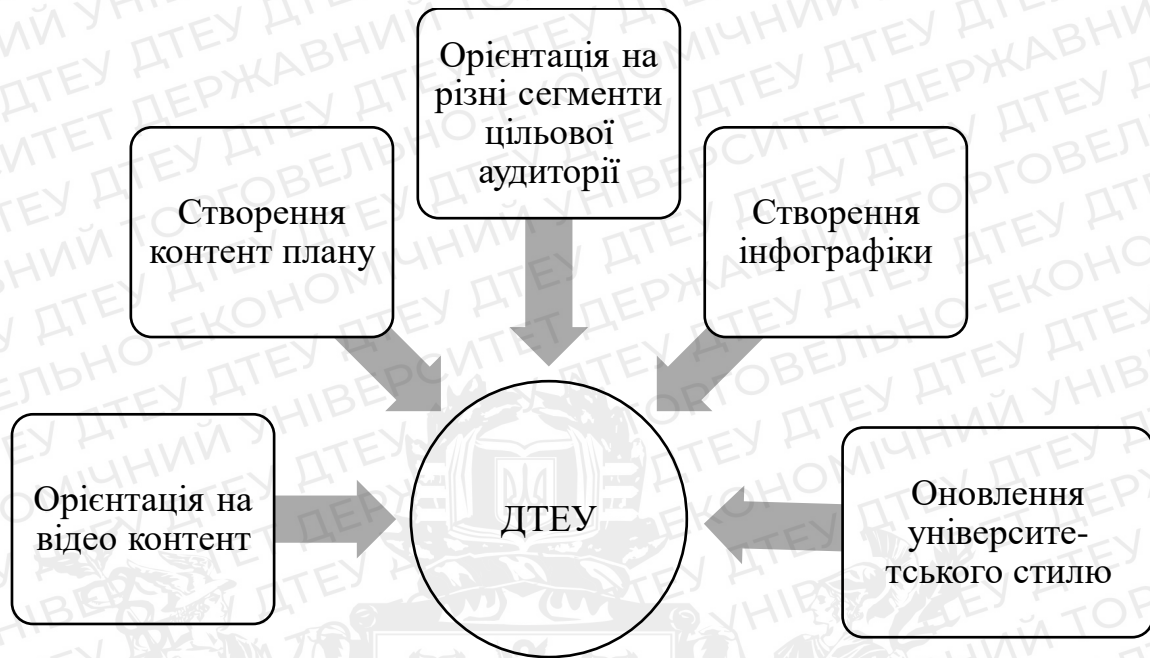 Орієнтація на
різні сегменти
цільової
аудиторії
Створення
контент плану
Створення
інфографіки
Орієнтація на
відео контент
ДТЕУ
Оновлення
університе-
тського стилю